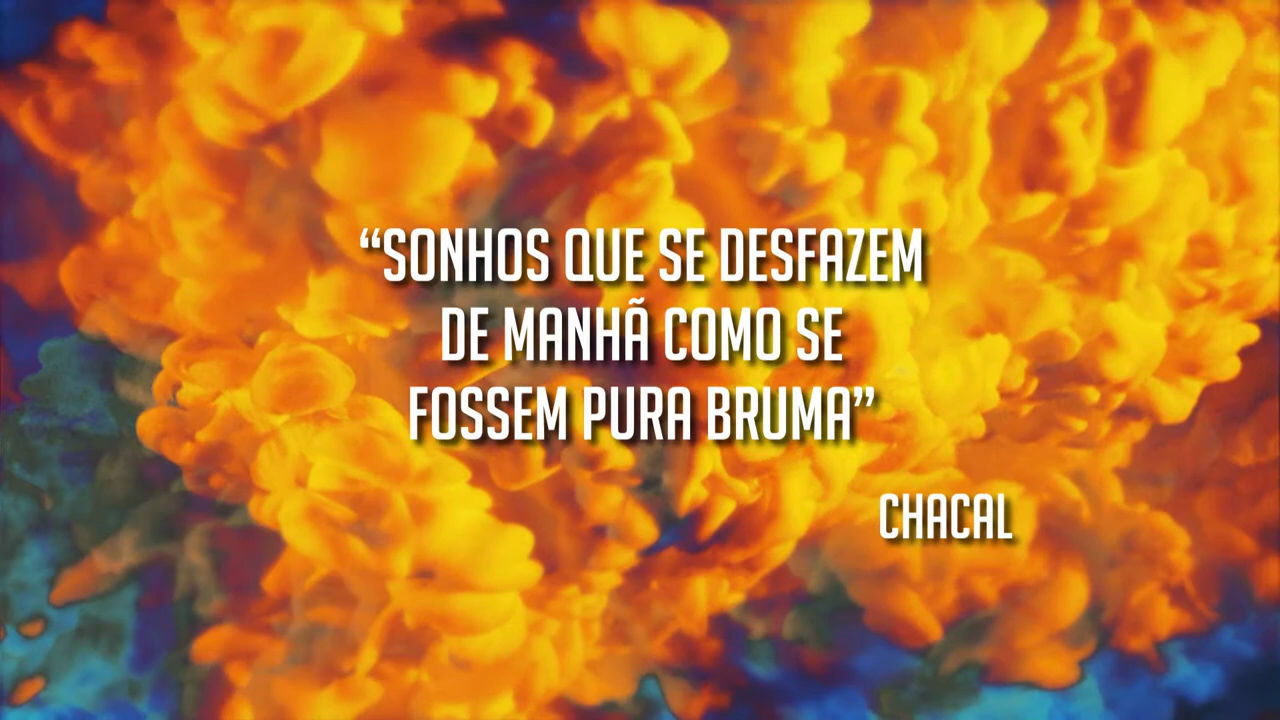 “SONHOS QUE SE DESFAZEM
DE MANHÃ COMO SE
FOSSEM PURA BRUMA”
CHACAL